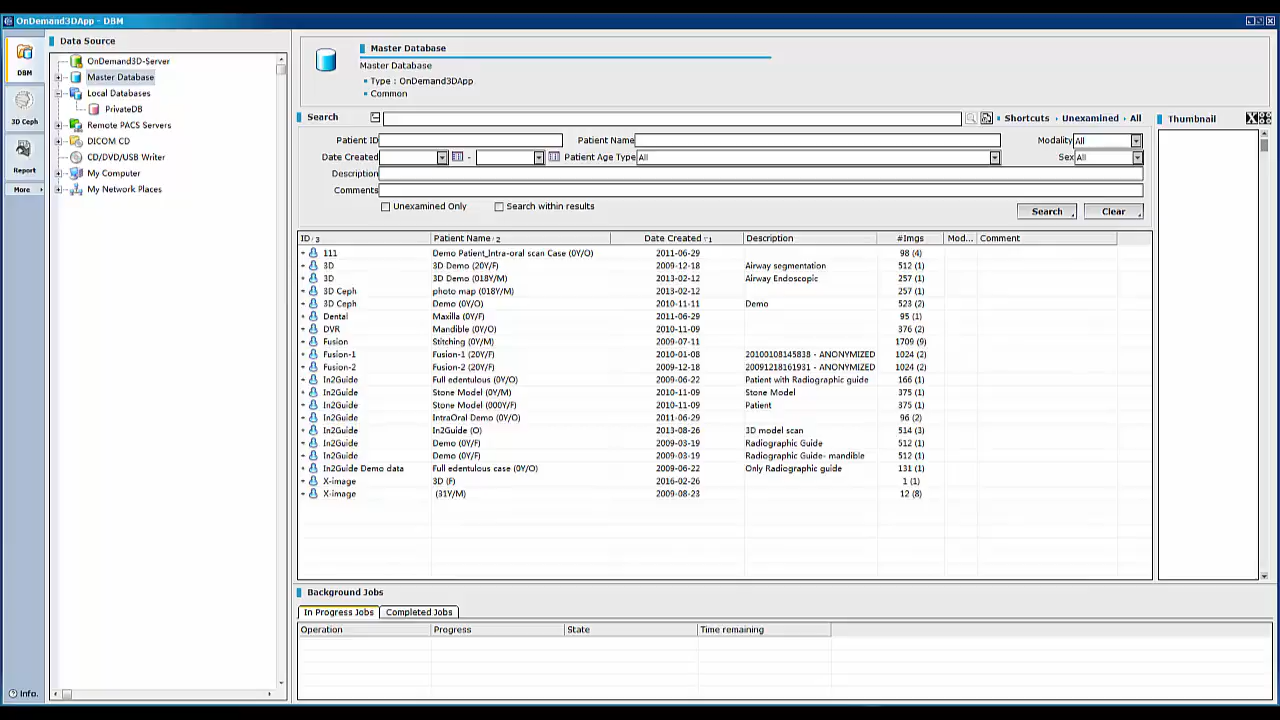 OnDemand3DApp - DBM
DBM
3D Ceph
Report
More
Info.
Data Source
OnDemand3D-Server
Master Database
Local Databases
PrivateDB
Remote PACS Servers
DICOM CD
CD/DVD/USB Writer
My Computer
My Network Places
Master Database
Master Database
Type : OnDemand3DApp
Common
Search
Shortcuts Unexamined All
Patient ID Patient Name Modality All
Date Created - Patient Age Type All Sex All
Description
Comments
Unexamined Only Search within results
Search Clear
ID 3 Patient Name 2 Date Created 1 Description #Imgs Mod... Comment
111 Demo Patient_Intra-oral scan Case (0Y/O) 2011-06-29 98 (4)
3D 3D Demo (20Y/F) 2009-12-18 Airway segmentation 512 (1)
3D 3D Demo (018Y/M) 2013-02-12 Airway Endoscopic 257 (1)
3D Ceph photo map (018Y/M) 2013-02-12 257 (1)
3D Ceph Demo (0Y/O) 2010-11-11 Demo 523 (2)
Dental Maxilla (0Y/F) 2011-06-29 95 (1)
DVR Mandible (0Y/O) 2010-11-09 376 (2)
Fusion Stitching (0Y/M) 2009-07-11 1709 (9)
Fusion-1 Fusion-1 (20Y/F) 2010-01-08 20100108145838 - ANONYMIZED 1024 (2)
Fusion-2 Fusion-2 (20Y/F) 2009-12-18 20091218161931 - ANONYMIZED 1024 (2)
In2Guide Full edentulous (0Y/O) 2009-06-22 Patient with Radiographic guide 166 (1)
In2Guide Stone Model (0Y/M) 2010-11-09 Stone Model 375 (1)
In2Guide Stone Model (000Y/F) 2010-11-09 Patient 375 (1)
In2Guide IntraOral Demo (0Y/O) 2011-06-29 96 (2)
In2Guide In2Guide (O) 2013-08-26 3D model scan 514 (3)
In2Guide Demo (0Y/F) 2009-03-19 Radiographic Guide 512 (1)
In2Guide Demo (0Y/F) 2009-03-19 Radiographic Guide- mandible 512 (1)
In2Guide Demo data Full edentulous case (0Y/O) 2009-06-22 Only Radiographic guide 131 (1)
X-image 3D (F) 2016-02-26 1 (1)
X-image (31Y/M) 2009-08-23 12 (8)
Thumbnail
Background Jobs
In Progress Jobs Completed Jobs
Operation Progress State Time remaining